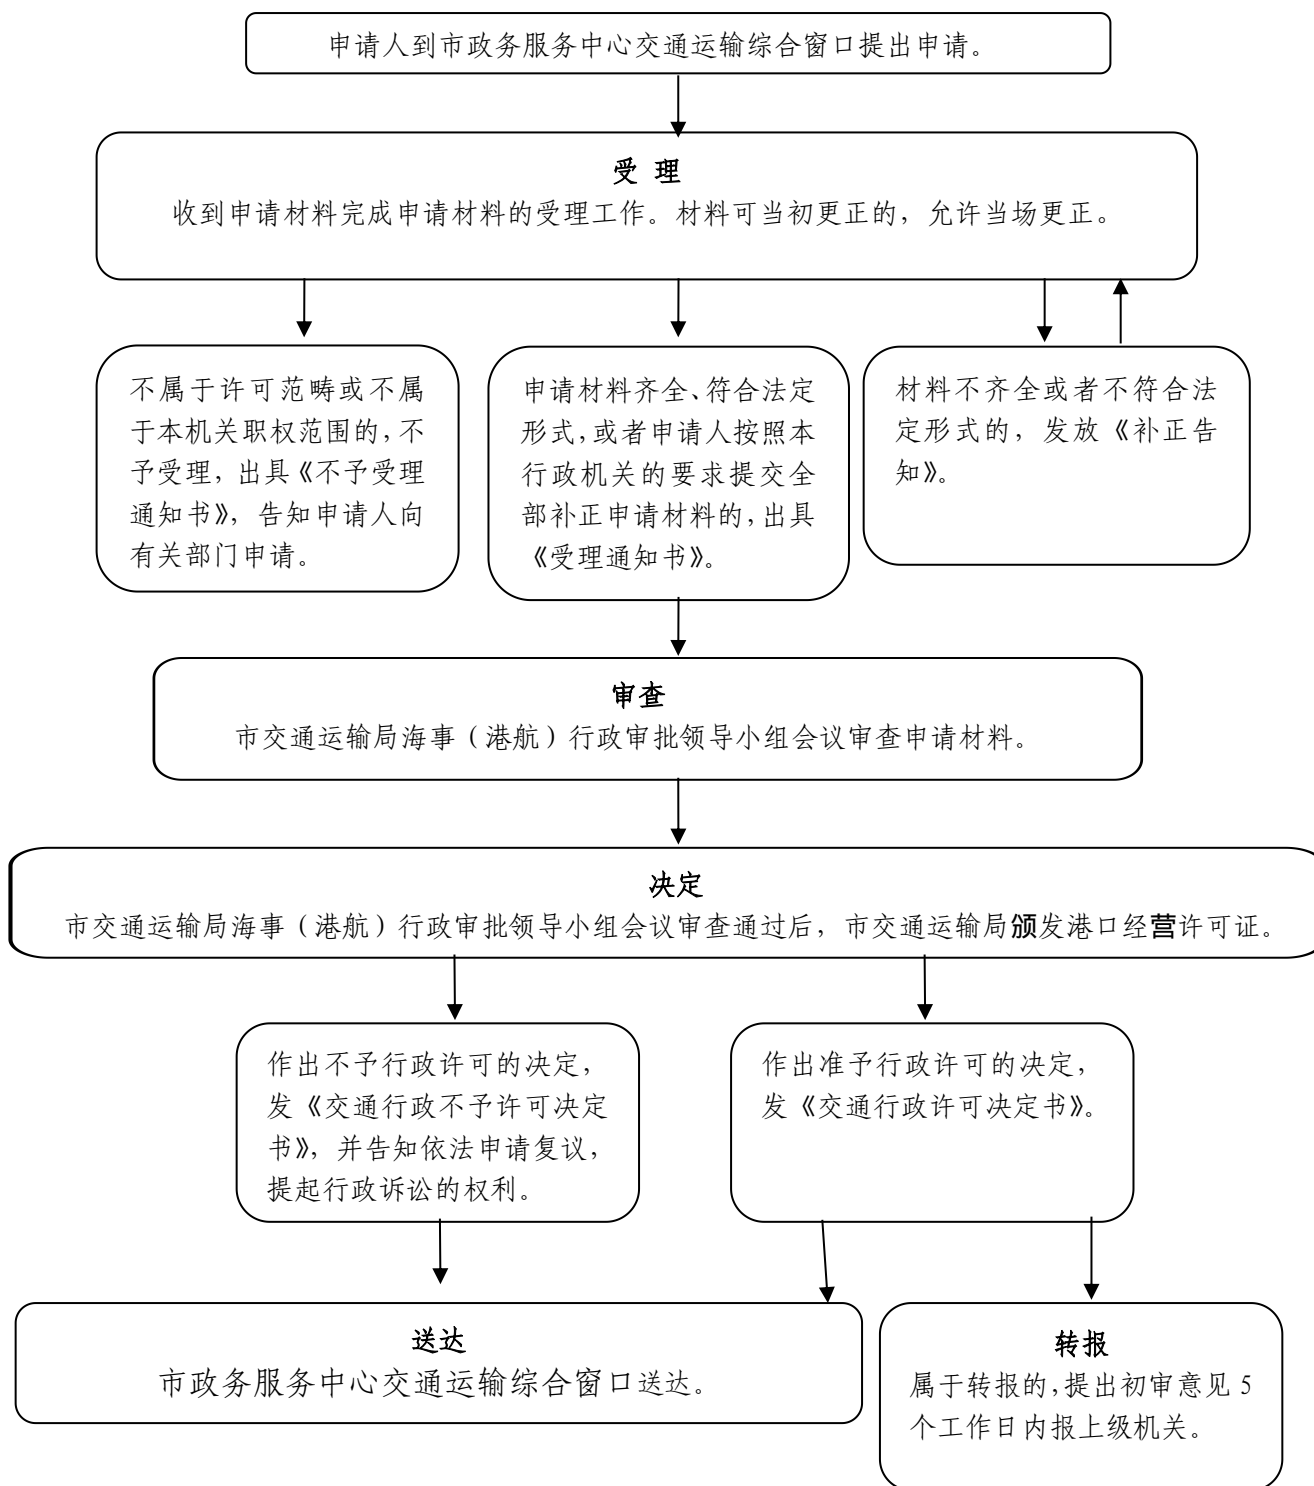 申请人到市政务服务中心交通运输综合窗口提出申请。
受 理
收到申请材料完成申请材料的受理工作。材料可当初更正的，允许当场更正。
不属于许可范畴或不属
于本机关职权范围的，不
予受理，出具《不予受理
通知书》，告知申请人向
有关部门申请。
申请材料齐全、符合法定
形式，或者申请人按照本
行政机关的要求提交全
部补正申请材料的，出具
《受理通知书》。
材料不齐全或者不符合法
定形式的，发放《补正告
知》。
审查
市交通运输局海事（港航）行政审批领导小组会议审查申请材料。
决定
市交通运输局海事（港航）行政审批领导小组会议审查通过后，市交通运输局颁发港口经营许可证。
作出不予行政许可的决定，
发《交通行政不予许可决定
书》，并告知依法申请复议，
提起行政诉讼的权利。
作出准予行政许可的决定，
发《交通行政许可决定书》。
送达
市政务服务中心交通运输综合窗口送达。
转报
属于转报的，提出初审意见 5
个工作日内报上级机关。